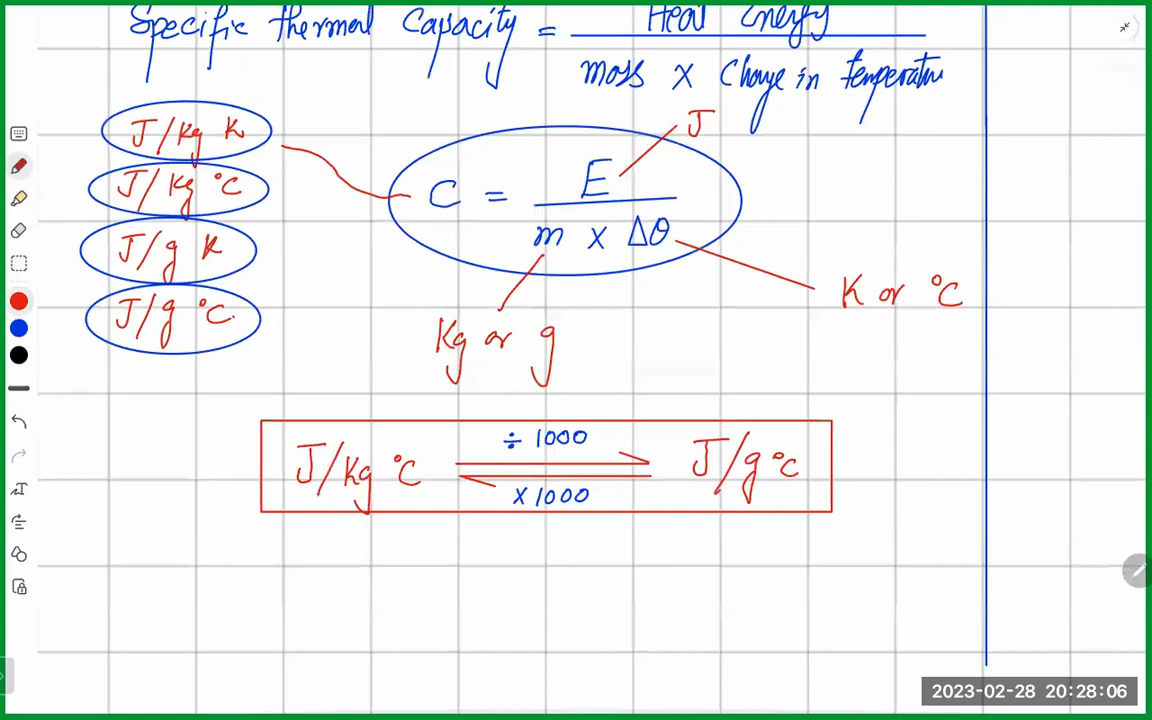 Specific thermal Capacity = Heat Energy
mass X Change in temperature
J/Kg K
J/Kg °C
J/g K
J/g °C
J
C = E
m x Δθ
K or °C
Kg or g
J/Kg °C ÷ 1000 J/g °C
X 1000
2023-02-28 20:28:06